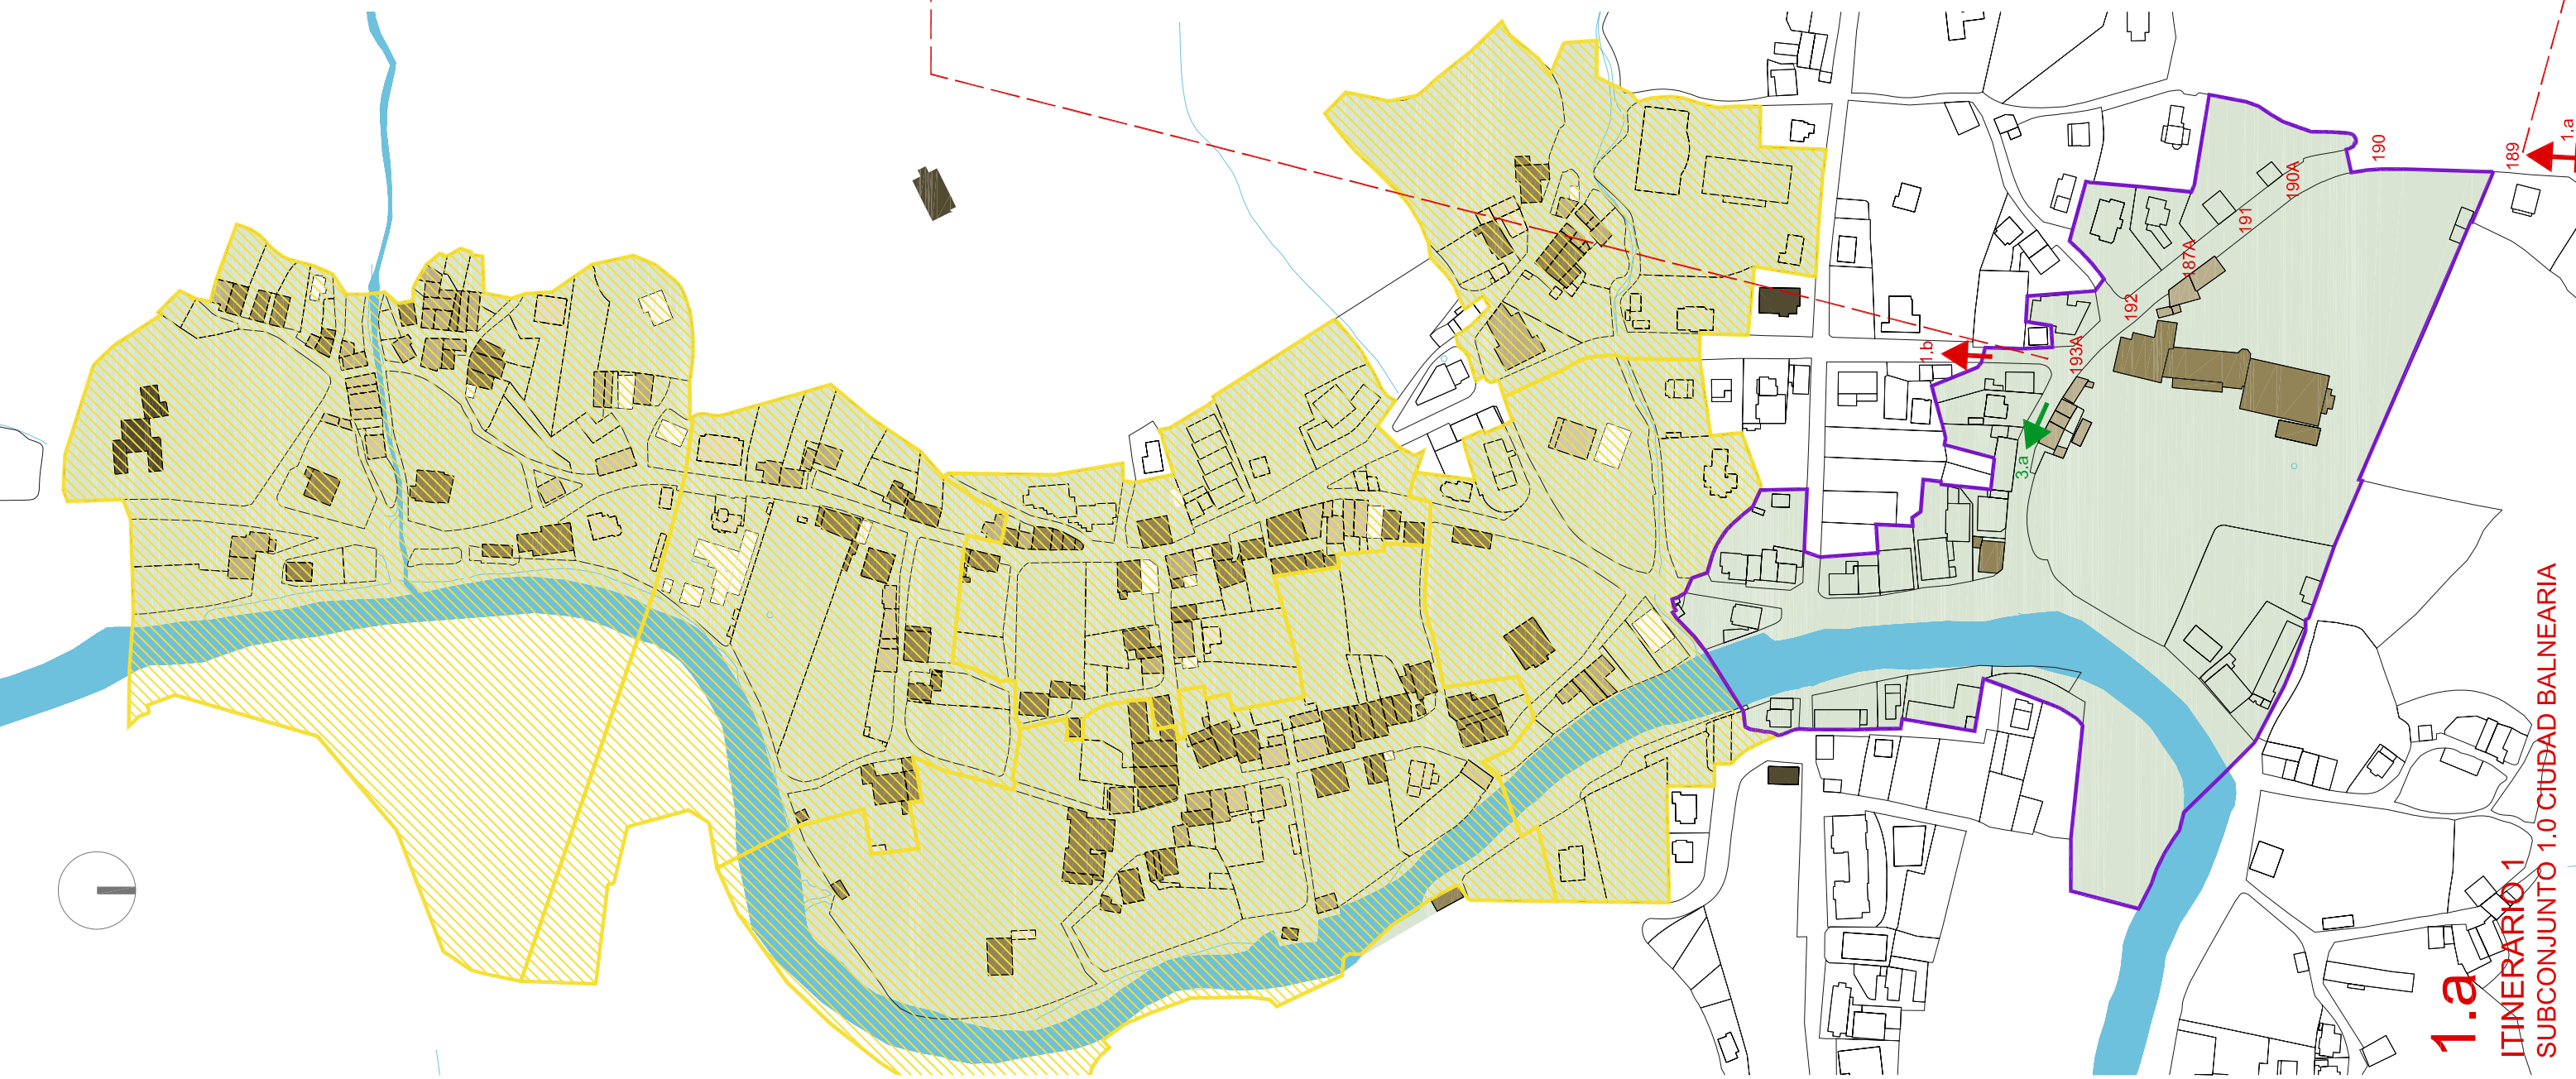 1.a
ITINERARIO 1
SUBCONJUNTO 1.0 CIUDAD BALNEARIA
1.a
189
190
190A
191
187A
192
193A
1.b
3.a